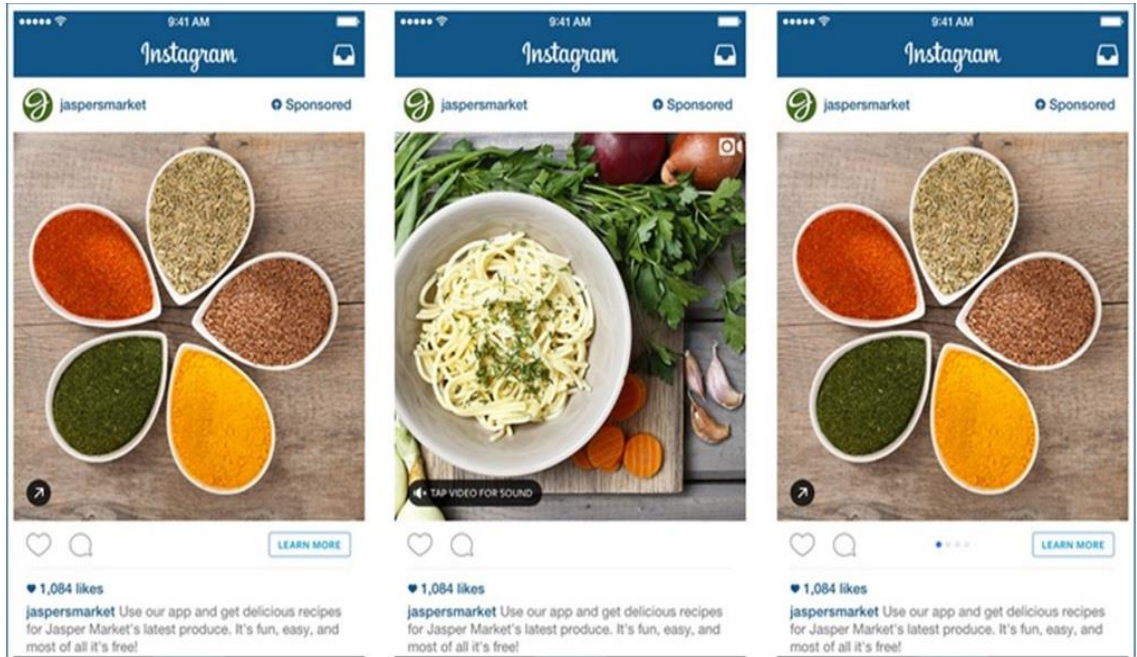 9:41 AM
Instagram
jaspersmarket
Sponsored
LEARN MORE
1,084 likes
jaspersmarket Use our app and get delicious recipes
for Jasper Market's latest produce. It's fun, easy, and
most of all it's free!
9:41 AM
Instagram
jaspersmarket
Sponsored
TAP VIDEO FOR SOUND
1,084 likes
jaspersmarket Use our app and get delicious recipes
for Jasper Market's latest produce. It's fun, easy, and
most of all it's free!
9:41 AM
Instagram
jaspersmarket
Sponsored
LEARN MORE
1,084 likes
jaspersmarket Use our app and get delicious recipes
for Jasper Market's latest produce. It's fun, easy, and
most of all it's free!